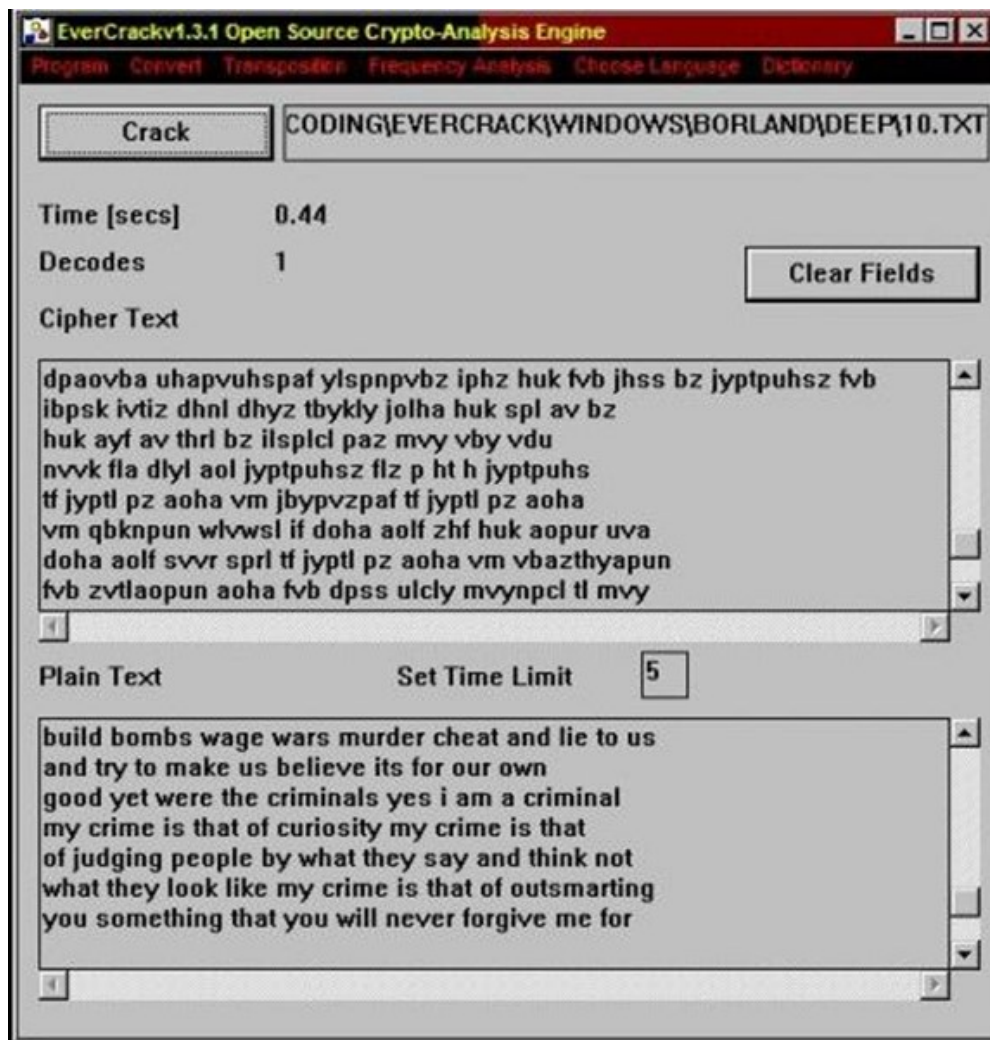 EverCrackv1.3.1 Open Source Crypto-Analysis Engine
Program Convert Transposition Frequency Analysis Choose Language Dictionary
Crack CODING\EVERCRACK\WINDOWS\BORLAND\DEEP\10.TXT
Time [secs] 0.44
Decodes 1
Clear Fields
Cipher Text
dpaovba uhapvuhspaf ylspnpvbz iphz huk fvb jhss bz jyptpuhsz fvb
ibpsk ivtiz dhnl dhyz tbykly jolha huk spl av bz
huk ayf av thrl bz ilsplcl paz mvy vby vdu
nvvk fla dlyl aol jyptpuhsz flz p ht h jyptpuhs
tf jyptl pz aoha vm jbypvzpaf tf jyptl pz aoha
vm qbknpun wlvwsl if doha aolf zhf huk aopur uva
doha aolf svvr sprl tf jyptl pz aoha vm vbazthyapun
fvb zvtlaopun aoha fvb dpss ulcly mvynpcl tl mvy
Plain Text Set Time Limit 5
build bombs wage wars murder cheat and lie to us
and try to make us believe its for our own
good yet were the criminals yes i am a criminal
my crime is that of curiosity my crime is that
of judging people by what they say and think not
what they look like my crime is that of outsmarting
you something that you will never forgive me for